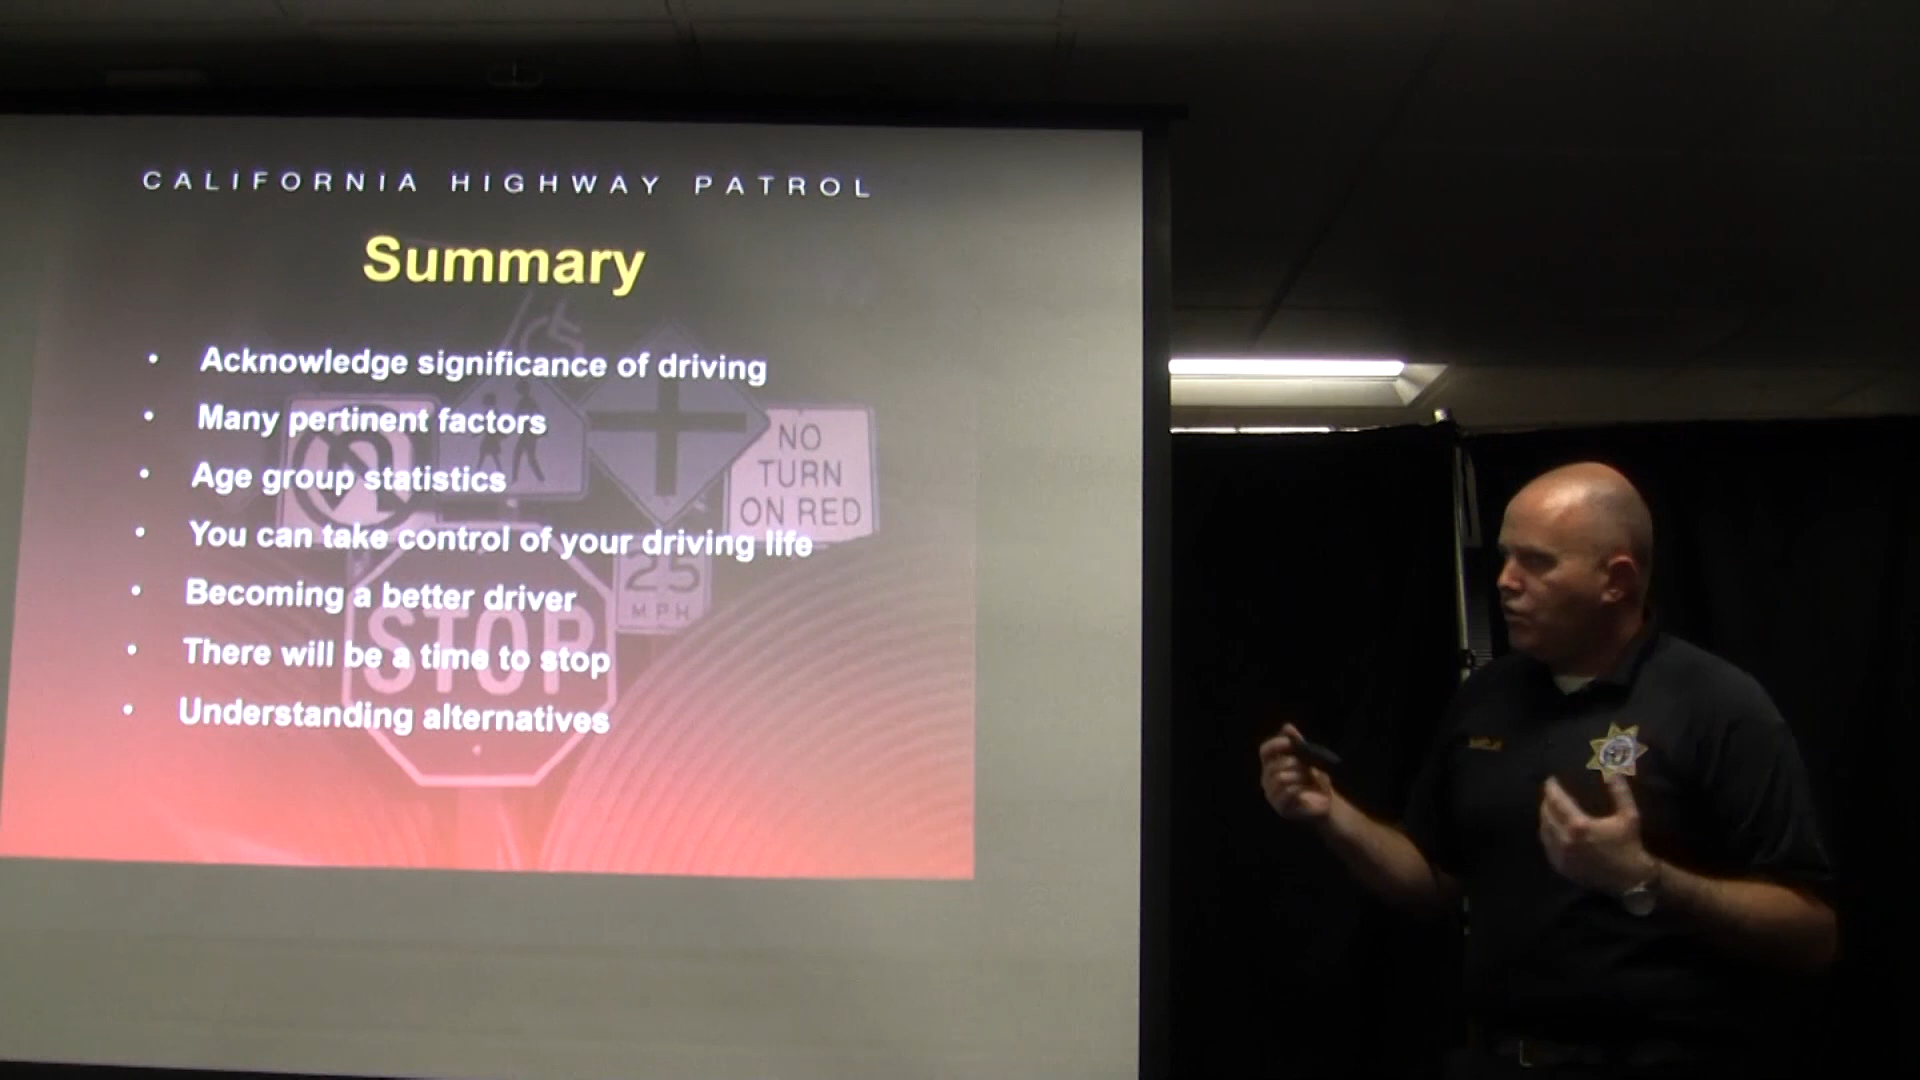 CALIFORNIA HIGHWAY PATROL
Summary
• Acknowledge significance of driving
• Many pertinent factors
• Age group statistics
• You can take control of your driving life
• Becoming a better driver
• There will be a time to stop
• Understanding alternatives
NO
TURN
ON RED
25
MPH
STOP